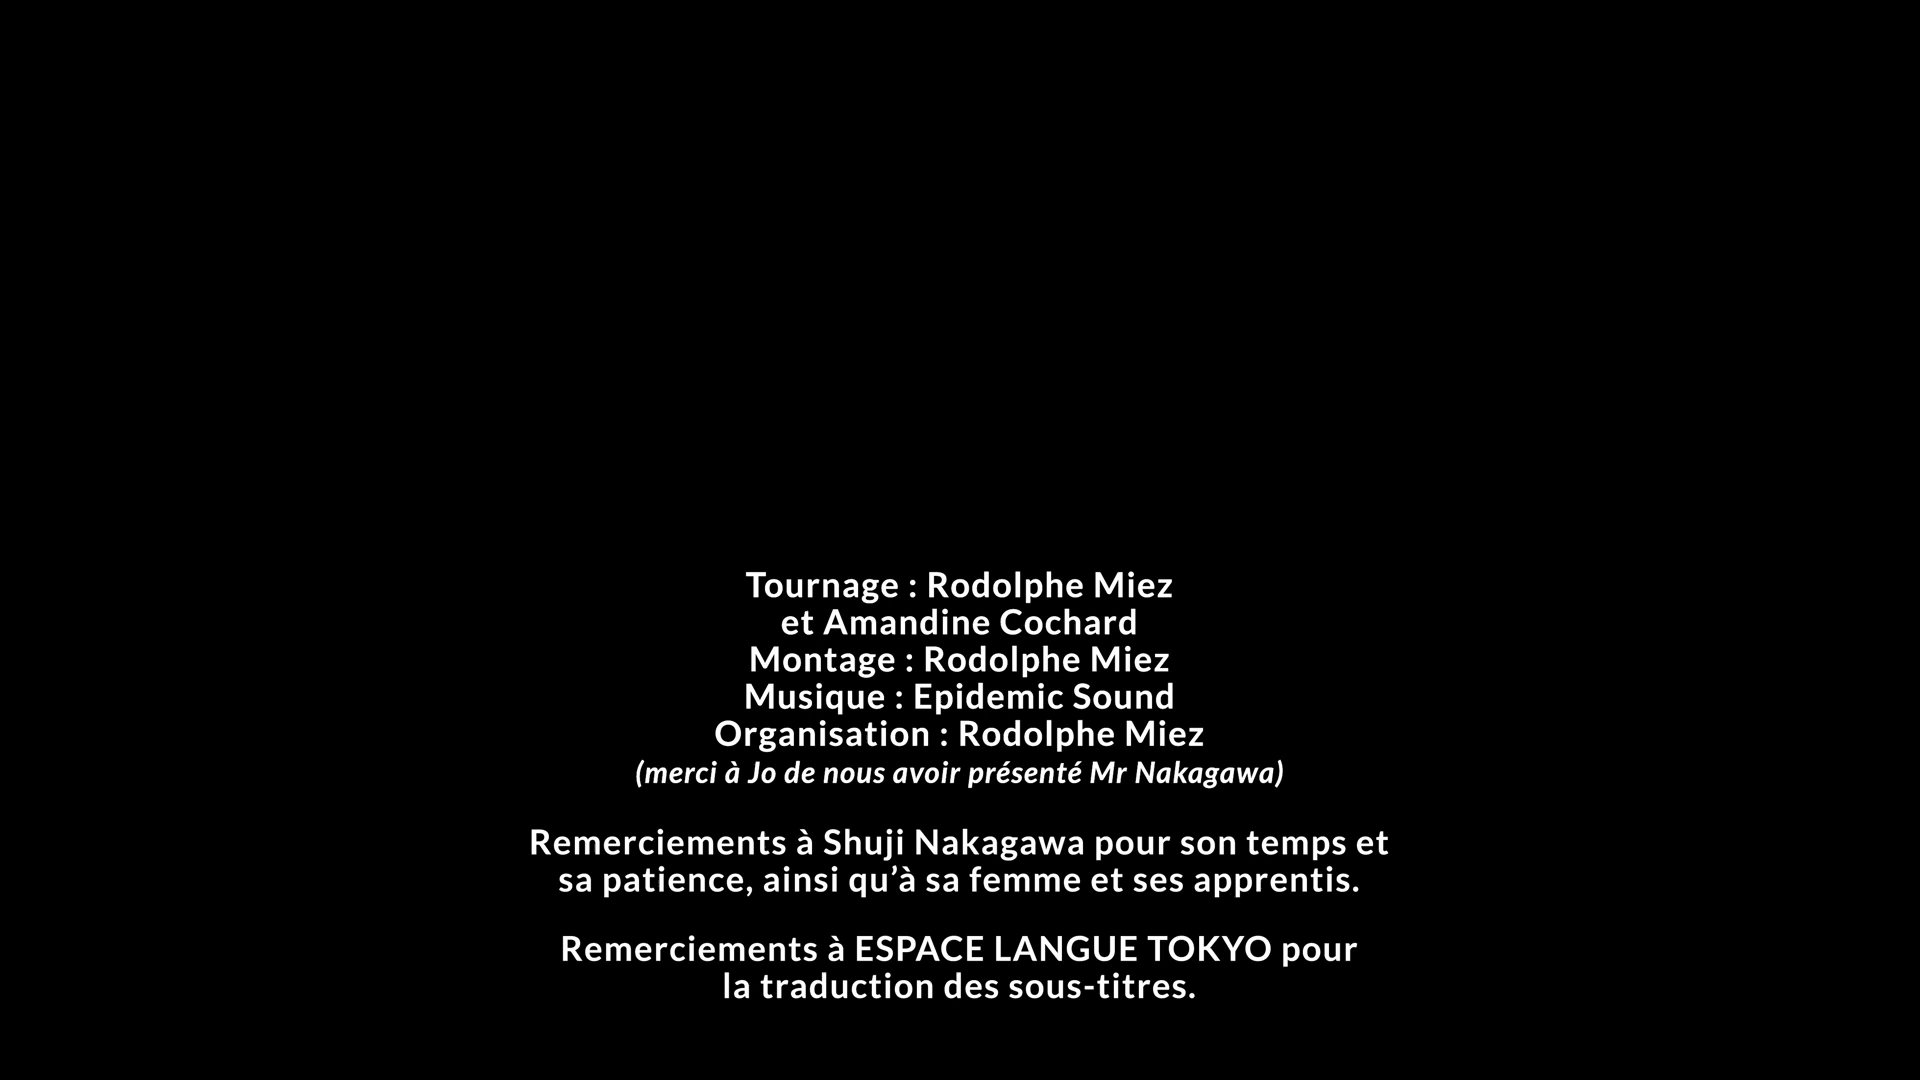 Tournage : Rodolphe Miez
et Amandine Cochard
Montage : Rodolphe Miez
Musique : Epidemic Sound
Organisation : Rodolphe Miez
(merci à Jo de nous avoir présenté Mr Nakagawa)
Remerciements à Shuji Nakagawa pour son temps et
sa patience, ainsi qu’à sa femme et ses apprentis.
Remerciements à ESPACE LANGUE TOKYO pour
la traduction des sous-titres.